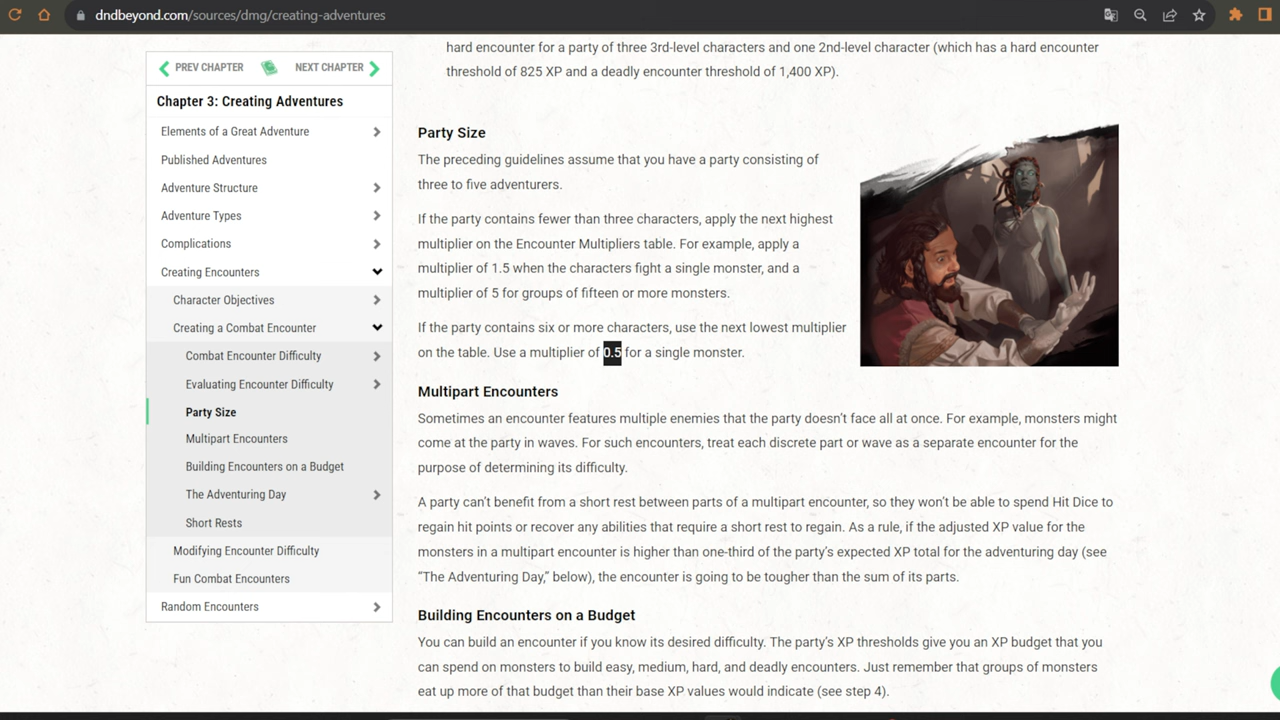 dndbeyond.com/sources/dmg/creating-adventures
PREV CHAPTER
NEXT CHAPTER
Chapter 3: Creating Adventures
Elements of a Great Adventure
Published Adventures
Adventure Structure
Adventure Types
Complications
Creating Encounters
Character Objectives
Creating a Combat Encounter
Combat Encounter Difficulty
Evaluating Encounter Difficulty
Party Size
Multipart Encounters
Building Encounters on a Budget
The Adventuring Day
Short Rests
Modifying Encounter Difficulty
Fun Combat Encounters
Random Encounters
hard encounter for a party of three 3rd-level characters and one 2nd-level character (which has a hard encounter
threshold of 825 XP and a deadly encounter threshold of 1,400 XP).
Party Size
The preceding guidelines assume that you have a party consisting of
three to five adventurers.
If the party contains fewer than three characters, apply the next highest
multiplier on the Encounter Multipliers table. For example, apply a
multiplier of 1.5 when the characters fight a single monster, and a
multiplier of 5 for groups of fifteen or more monsters.
If the party contains six or more characters, use the next lowest multiplier
on the table. Use a multiplier of 0.5 for a single monster.
Multipart Encounters
Sometimes an encounter features multiple enemies that the party doesn't face all at once. For example, monsters might
come at the party in waves. For such encounters, treat each discrete part or wave as a separate encounter for the
purpose of determining its difficulty.
A party can't benefit from a short rest between parts of a multipart encounter, so they won't be able to spend Hit Dice to
regain hit points or recover any abilities that require a short rest to regain. As a rule, if the adjusted XP value for the
monsters in a multipart encounter is higher than one-third of the party's expected XP total for the adventuring day (see
“The Adventuring Day,” below), the encounter is going to be tougher than the sum of its parts.
Building Encounters on a Budget
You can build an encounter if you know its desired difficulty. The party's XP thresholds give you an XP budget that you
can spend on monsters to build easy, medium, hard, and deadly encounters. Just remember that groups of monsters
eat up more of that budget than their base XP values would indicate (see step 4).